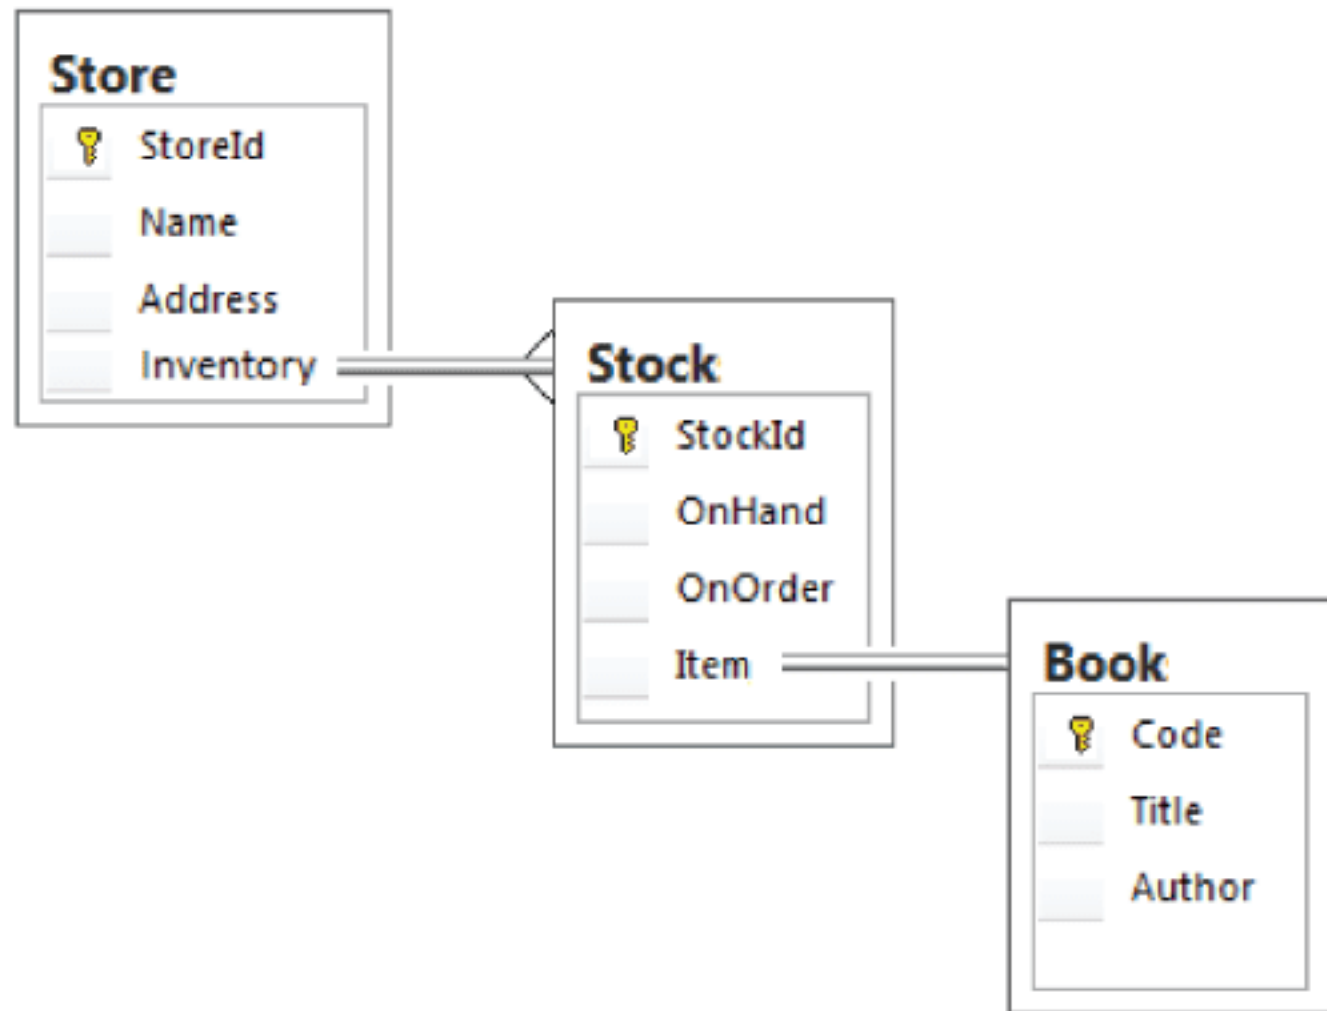 Store
StoreId
Name
Address
Inventory
Stock
StockId
OnHand
OnOrder
Item
Book
Code
Title
Author